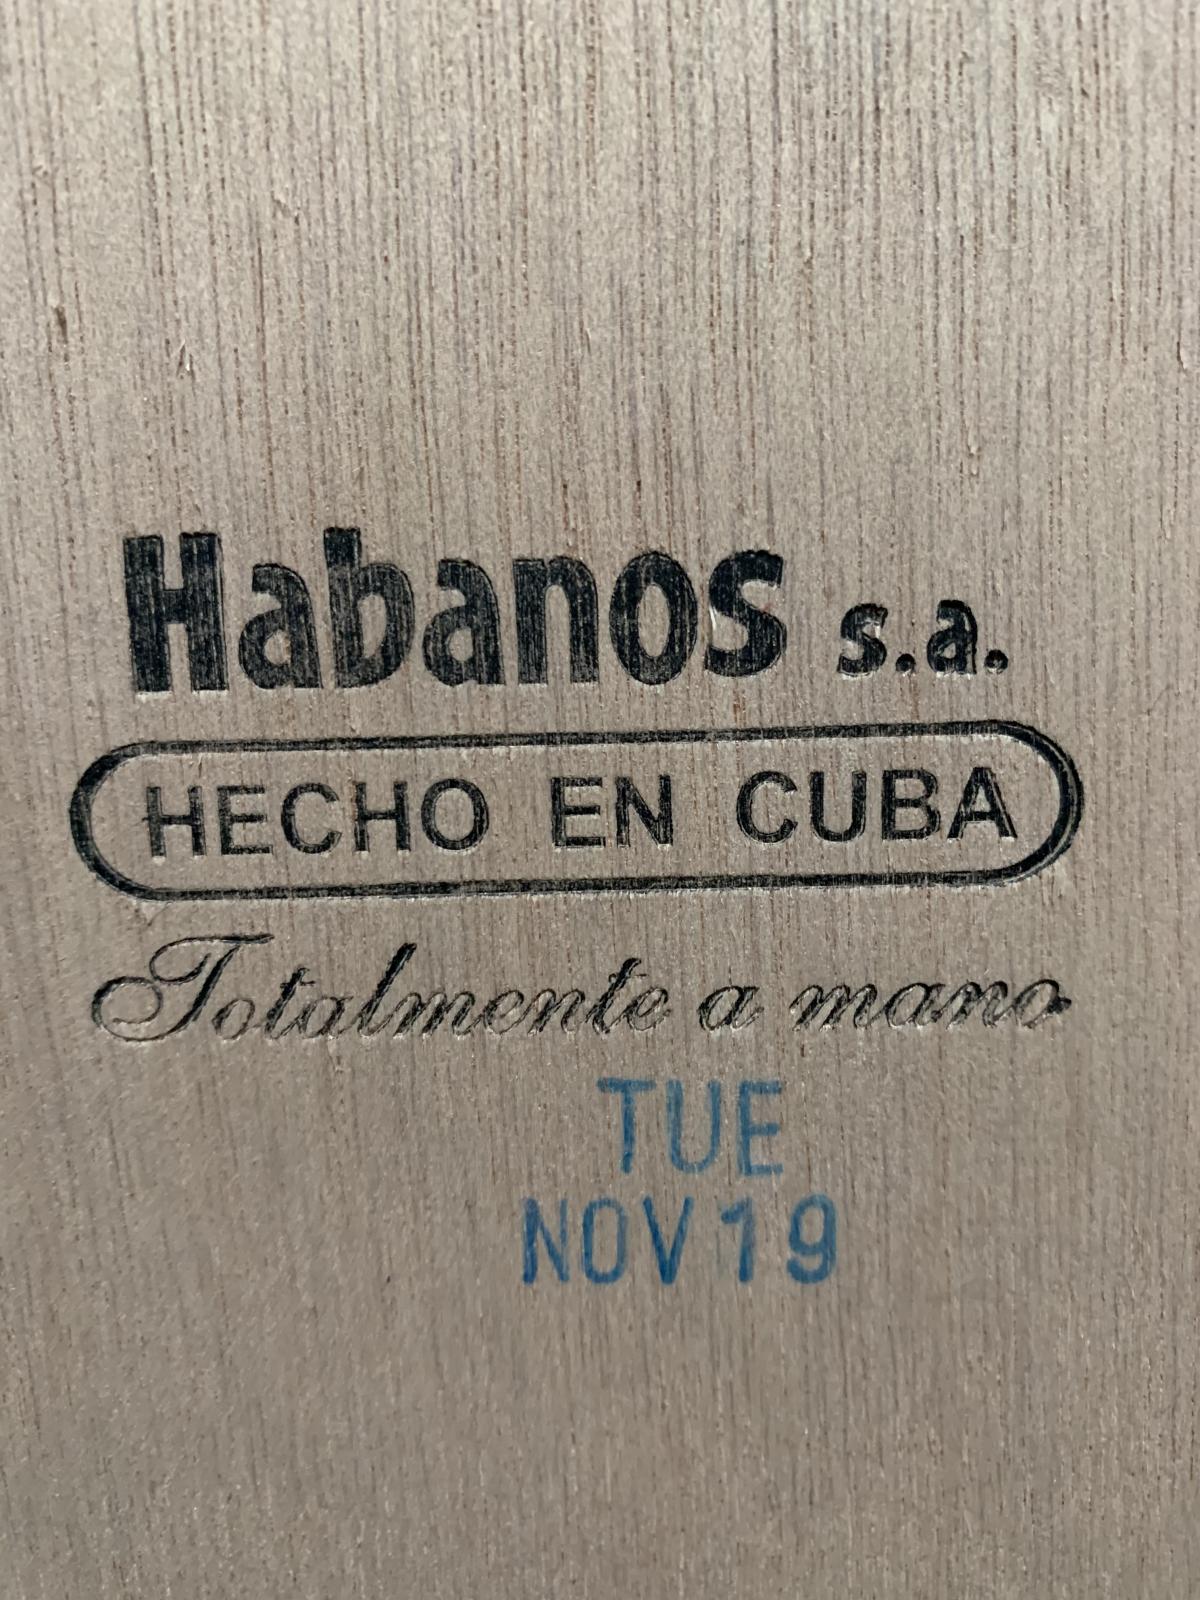 Habanos s.a.
HECHO EN CUBA
Totalmente a mano
TUE
NOV19